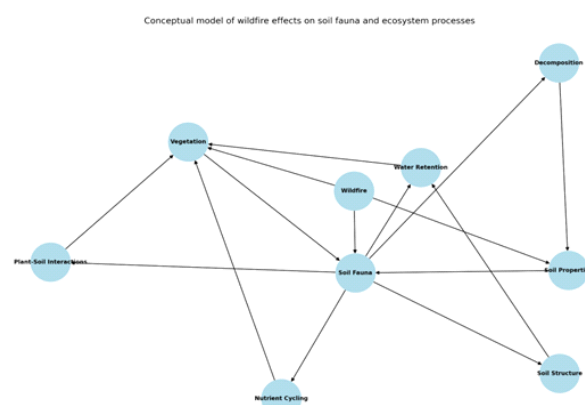 Conceptual model of wildfire effects on soil fauna and ecosystem processes
Decomposition
Vegetation
Water Retention
Wildfire
Plant-Soil Interactions
Soil Fauna
Soil Properti
Soil Structure
Nutrient Cycling